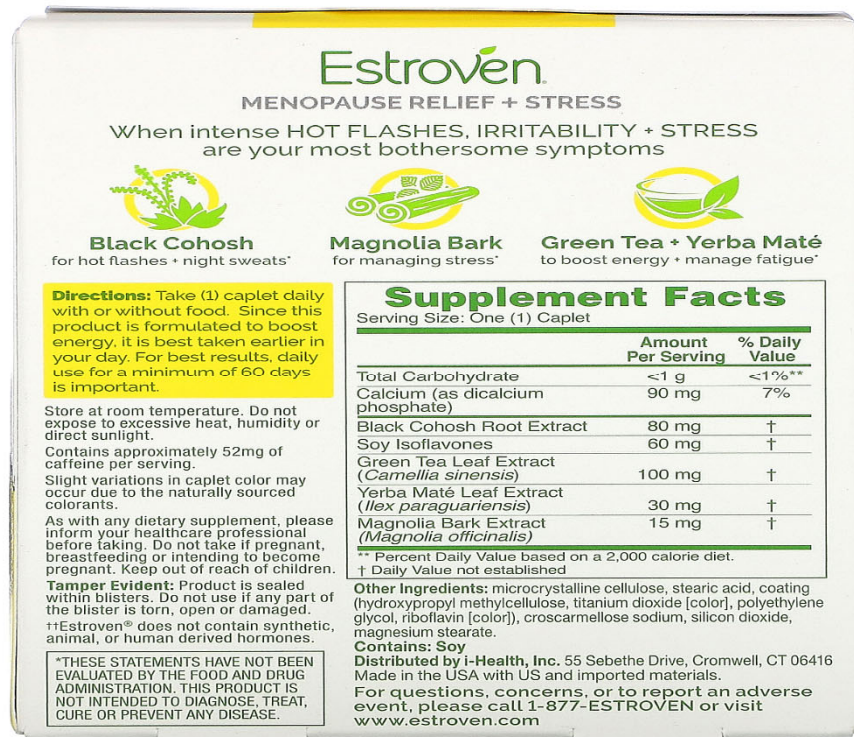 Estroven®
MENOPAUSE RELIEF + STRESS
When intense HOT FLASHES, IRRITABILITY + STRESS
are your most bothersome symptoms
Black Cohosh
for hot flashes + night sweats*
Magnolia Bark
for managing stress*
Green Tea + Yerba Maté
to boost energy + manage fatigue*
Directions: Take (1) caplet daily
with or without food. Since this
product is formulated to boost
energy, it is best taken earlier in
your day. For best results, daily
use for a minimum of 60 days
is important.
Store at room temperature. Do not
expose to excessive heat, humidity or
direct sunlight.
Contains approximately 52mg of
caffeine per serving.
Slight variations in caplet color may
occur due to the naturally sourced
colorants.
As with any dietary supplement, please
inform your healthcare professional
before taking. Do not take if pregnant,
breastfeeding or intending to become
pregnant. Keep out of reach of children.
Tamper Evident: Product is sealed
within blisters. Do not use if any part of
the blister is torn, open or damaged.
††Estroven® does not contain synthetic,
animal, or human derived hormones.
*THESE STATEMENTS HAVE NOT BEEN
EVALUATED BY THE FOOD AND DRUG
ADMINISTRATION. THIS PRODUCT IS
NOT INTENDED TO DIAGNOSE, TREAT,
CURE OR PREVENT ANY DISEASE.
Supplement Facts
Serving Size: One (1) Caplet
Amount Per Serving % Daily Value
Total Carbohydrate <1 g <1%**
Calcium (as dicalcium
phosphate) 90 mg 7%
Black Cohosh Root Extract 80 mg †
Soy Isoflavones 60 mg †
Green Tea Leaf Extract
(Camellia sinensis) 100 mg †
Yerba Maté Leaf Extract
(Ilex paraguariensis) 30 mg †
Magnolia Bark Extract 15 mg †
(Magnolia officinalis)
** Percent Daily Value based on a 2,000 calorie diet.
† Daily Value not established
Other Ingredients: microcrystalline cellulose, stearic acid, coating
(hydroxypropyl methylcellulose, titanium dioxide [color], polyethylene
glycol, riboflavin [color]), croscarmellose sodium, silicon dioxide,
magnesium stearate.
Contains: Soy
Distributed by i-Health, Inc. 55 Sebethe Drive, Cromwell, CT 06416
Made in the USA with US and imported materials.
For questions, concerns, or to report an adverse
event, please call 1-877-ESTROVEN or visit
www.estroven.com